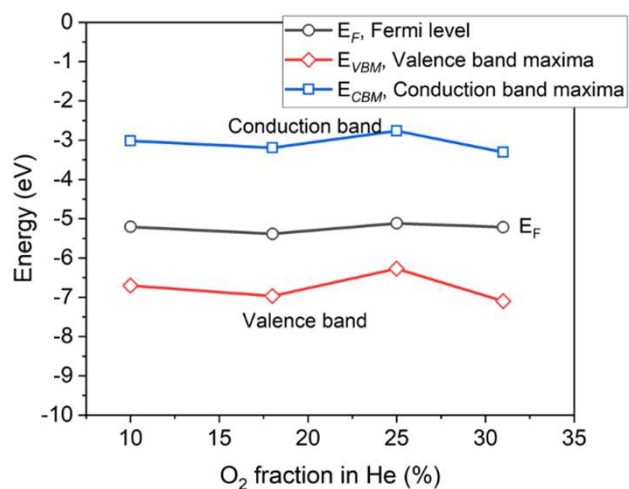 E_F, Fermi level
E_VBM, Valence band maxima
E_CBM, Conduction band maxima
Conduction band
E_F
Valence band
Energy (eV)
-0
-1
-2
-3
-4
-5
-6
-7
-8
-9
-10
10
15
20
25
30
35
O₂ fraction in He (%)